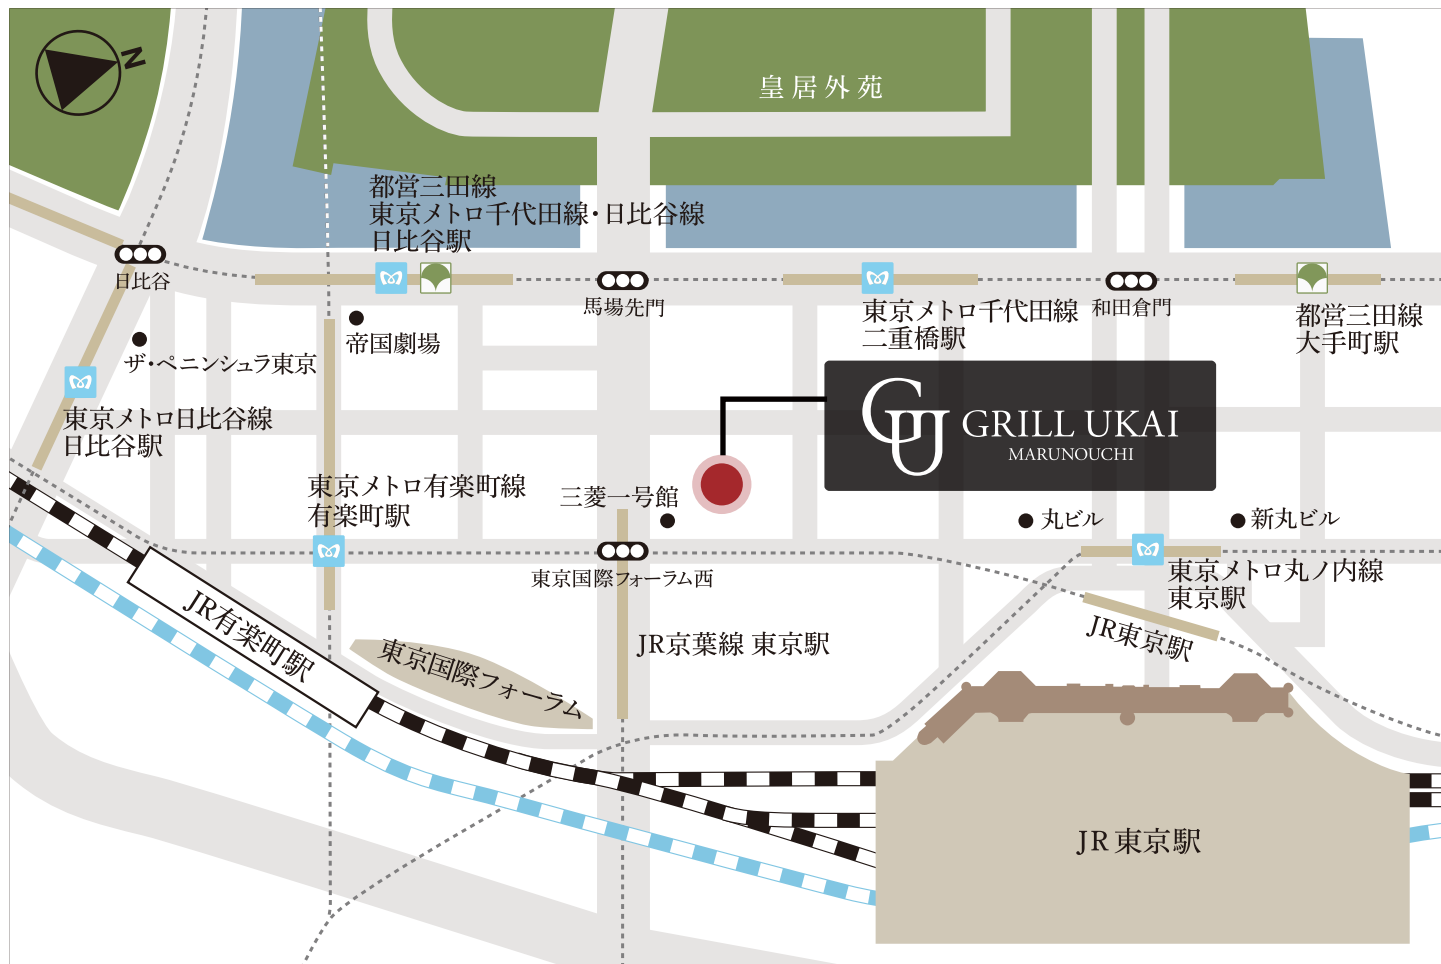 N
皇居外苑
都営三田線
東京メトロ千代田線・日比谷線
日比谷駅
日比谷
馬場先門
東京メトロ千代田線
二重橋駅
和田倉門
都営三田線
大手町駅
帝国劇場
ザ・ペニンシュラ東京
東京メトロ日比谷線
日比谷駅
GU
GRILL UKAI
MARUNOUCHI
東京メトロ有楽町線
有楽町駅
三菱一号館
丸ビル
新丸ビル
東京国際フォーラム西
東京メトロ丸ノ内線
東京駅
JR有楽町駅
東京国際フォーラム
JR京葉線 東京駅
JR東京駅
JR東京駅